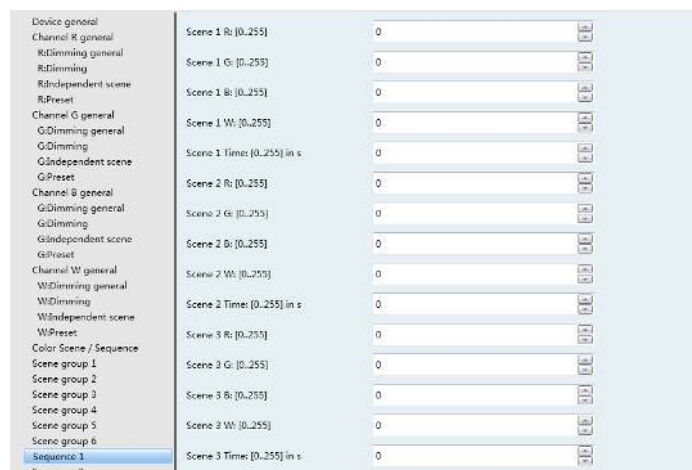 Device general
Channel R general
R:Dimming general
R:Dimming
R:Independent scene
R:Preset
Channel G general
G:Dimming general
G:Dimming
G:Independent scene
G:Preset
Channel B general
G:Dimming general
G:Dimming
G:Independent scene
G:Preset
Channel W general
W:Dimming general
W:Dimming
W:Independent scene
W:Preset
Color Scene / Sequence
Scene group 1
Scene group 2
Scene group 3
Scene group 4
Scene group 5
Scene group 6
Sequence 1
Scene 1 R: [0..255] 0
Scene 1 G: [0..255] 0
Scene 1 B: [0..255] 0
Scene 1 W: [0..255] 0
Scene 1 Time: [0..255] in s 0
Scene 2 R: [0..255] 0
Scene 2 G: [0..255] 0
Scene 2 B: [0..255] 0
Scene 2 W: [0..255] 0
Scene 2 Time: [0..255] in s 0
Scene 3 R: [0..255] 0
Scene 3 G: [0..255] 0
Scene 3 B: [0..255] 0
Scene 3 W: [0..255] 0
Scene 3 Time: [0..255] in s 0